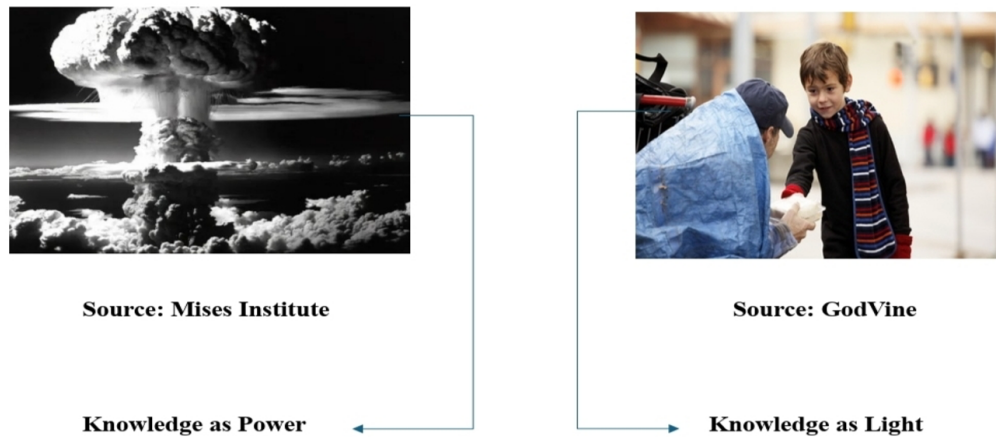 Source: Mises Institute
Source: GodVine
Knowledge as Power
Knowledge as Light